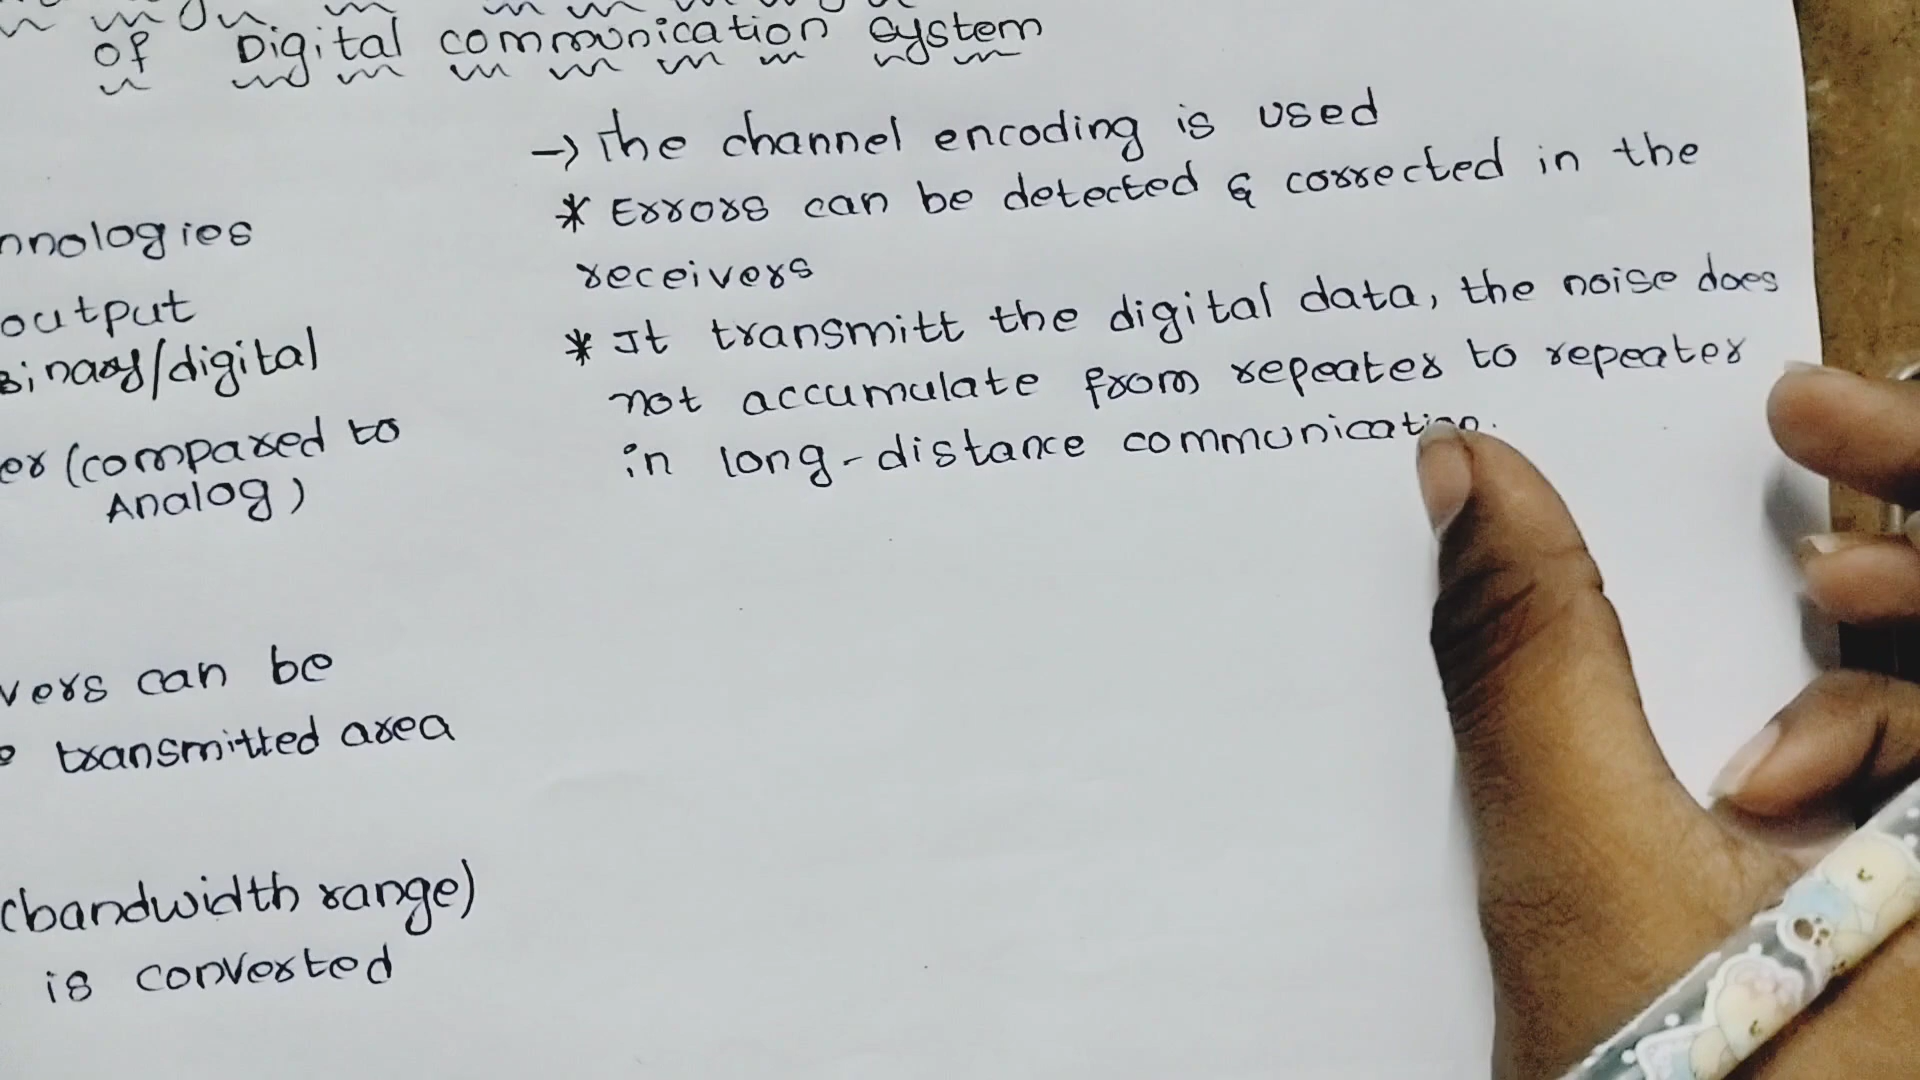 of Digital communication system
→ The channel encoding is used
* Errors can be detected & corrected in the
receivers
* It transmitt the digital data, the noise does
not accumulate from repeater to repeater
in long-distance communication.
nnologies
output
Binary/digital
er (compared to
Analog)
vers can be
e transmitted area
(bandwidth range)
is converted